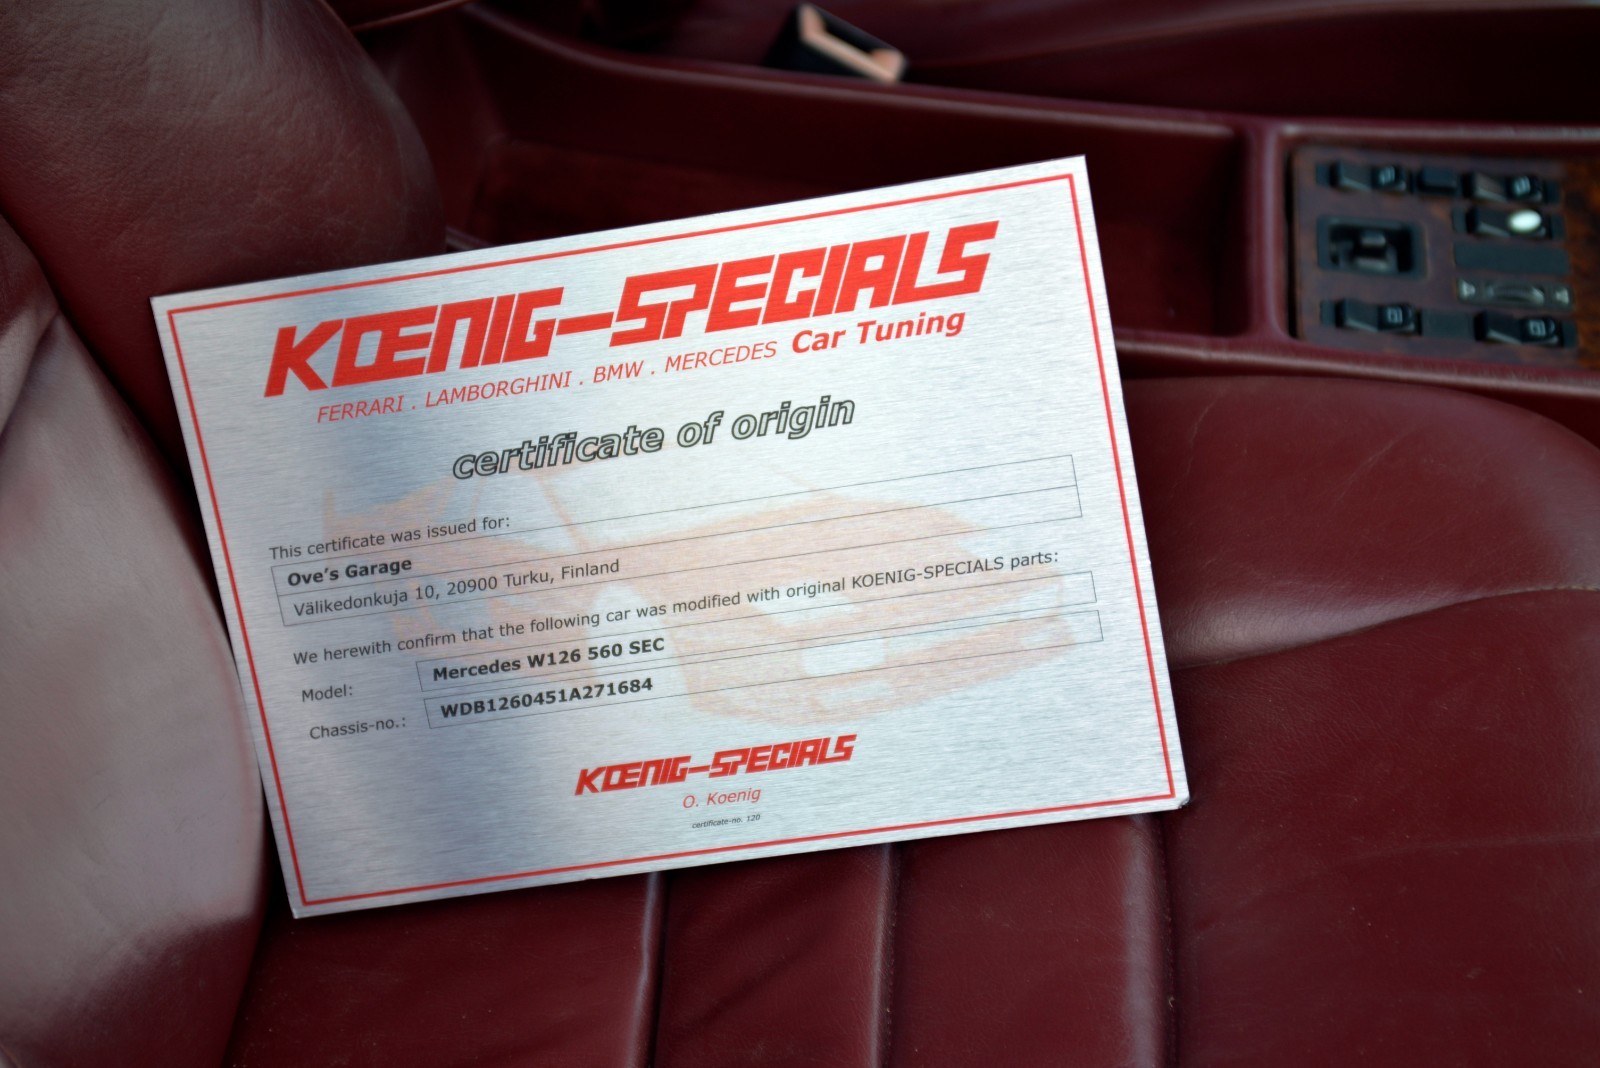 KOENIG-SPECIALS
FERRARI . LAMBORGHINI . BMW . MERCEDES Car Tuning
certificate of origin
This certificate was issued for:
Ove's Garage
Välikedonkuja 10, 20900 Turku, Finland
We herewith confirm that the following car was modified with original KOENIG-SPECIALS parts:
Model: Mercedes W126 560 SEC
Chassis-no.: WDB1260451A271684
KOENIG-SPECIALS
O. Koenig
certificate-no. 120